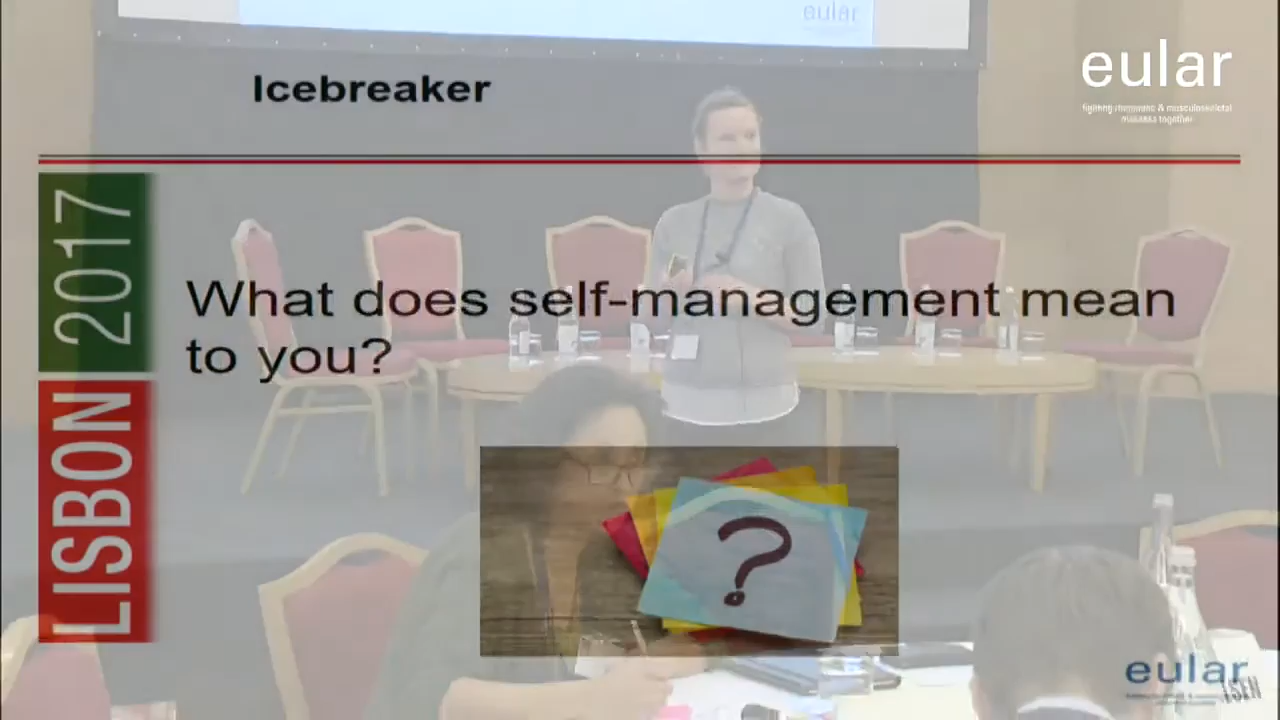 eular
eular
fighting rheumatic & musculoskeletal
diseases together
Icebreaker
LISBON 2017
What does self-management mean
to you?
?
eular